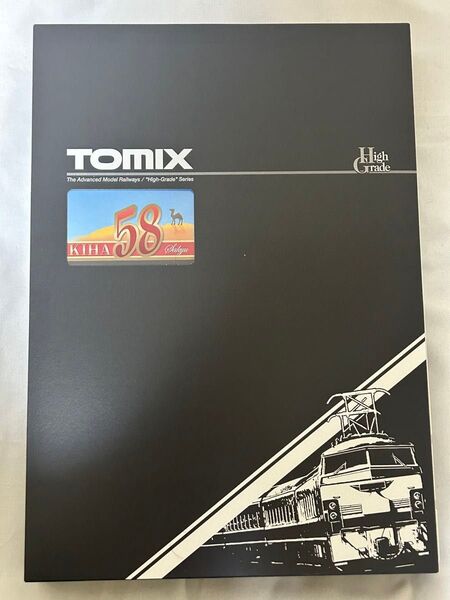 TOMIX
High
Grade
The Advanced Model Railways / "High-Grade" Series
KIHA 58